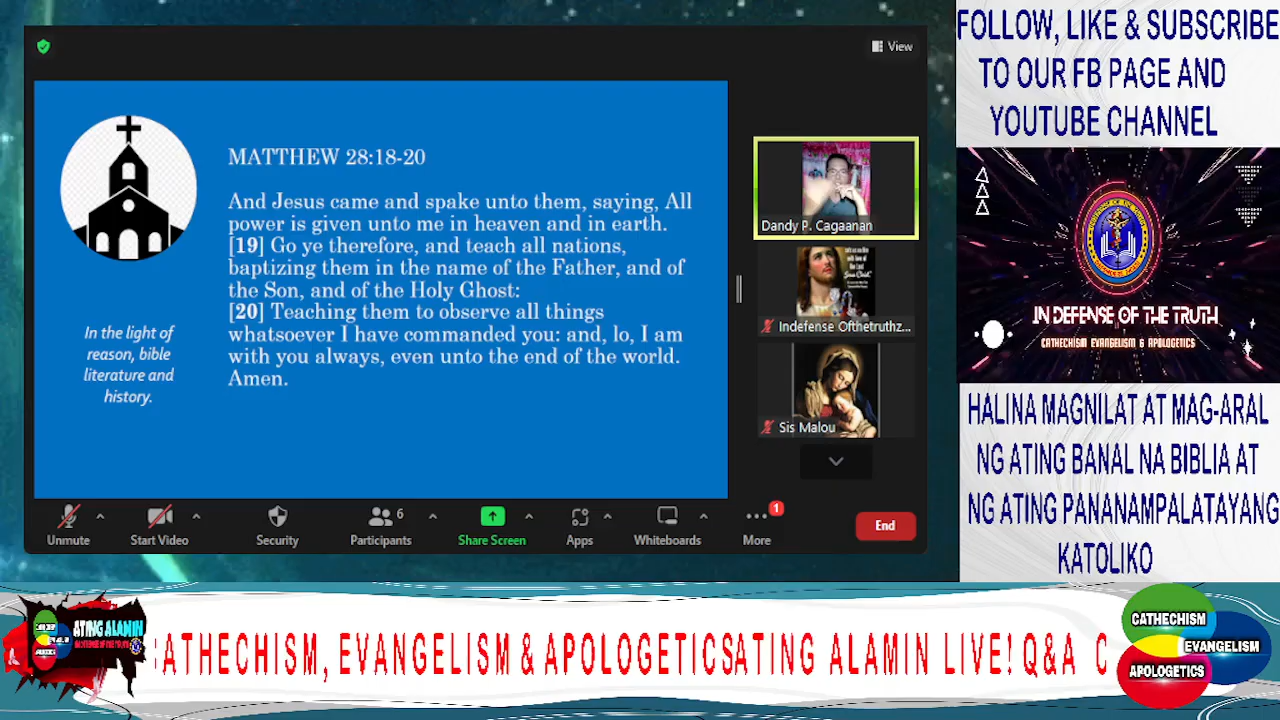 View
MATTHEW 28:18-20
And Jesus came and spake unto them, saying, All
power is given unto me in heaven and in earth.
[19] Go ye therefore, and teach all nations,
baptizing them in the name of the Father, and of
the Son, and of the Holy Ghost:
[20] Teaching them to observe all things
whatsoever I have commanded you: and, lo, I am
with you always, even unto the end of the world.
Amen.
In the light of
reason, bible
literature and
history.
Dandy P. Cagaanan
Indefense Ofthetruthz...
Sis Malou
Unmute
Start Video
Security
6
Participants
Share Screen
Apps
Whiteboards
1
More
End
FOLLOW, LIKE & SUBSCRIBE
TO OUR FB PAGE AND
YOUTUBE CHANNEL
IN DEFENSE OF THE TRUTH
CATECHISM EVANGELISM & APOLOGETICS
HALINA MAGNILAT AT MAG-ARAL
NG ATING BANAL NA BIBLIA AT
NG ATING PANANAMPALATAYANG
KATOLIKO
ATING ALAMIN
CATHECHISM, EVANGELISM & APOLOGETICSATING ALAMIN LIVE! Q&A C
CATHECHISM
EVANGELISM
APOLOGETICS